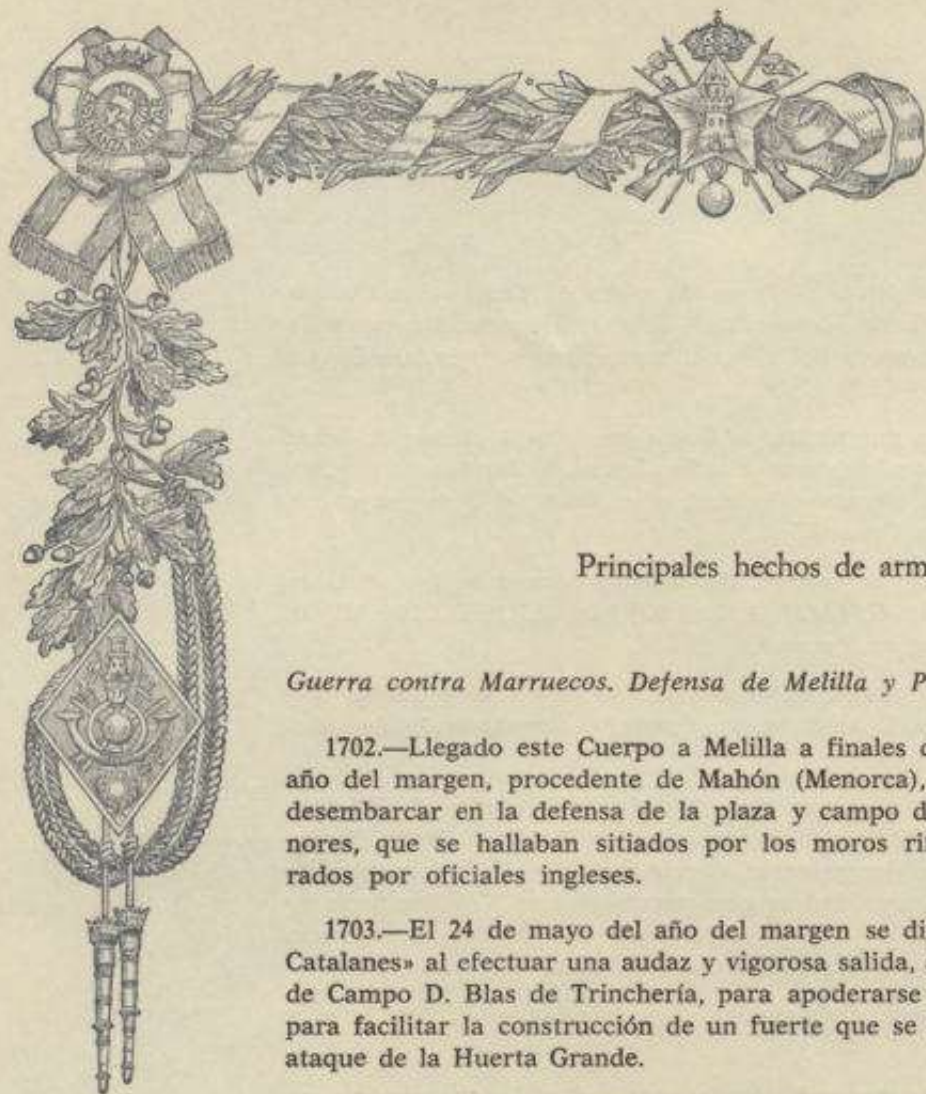 Principales hechos de arm
Guerra contra Marruecos. Defensa de Melilla y P
1702.—Llegado este Cuerpo a Melilla a finales d
año del margen, procedente de Mahón (Menorca),
desembarcar en la defensa de la plaza y campo d
nores, que se hallaban sitiados por los moros ri
rados por oficiales ingleses.
1703.—El 24 de mayo del año del margen se di
Catalanes» al efectuar una audaz y vigorosa salida,
de Campo D. Blas de Trinchería, para apoderarse
para facilitar la construcción de un fuerte que se
ataque de la Huerta Grande.